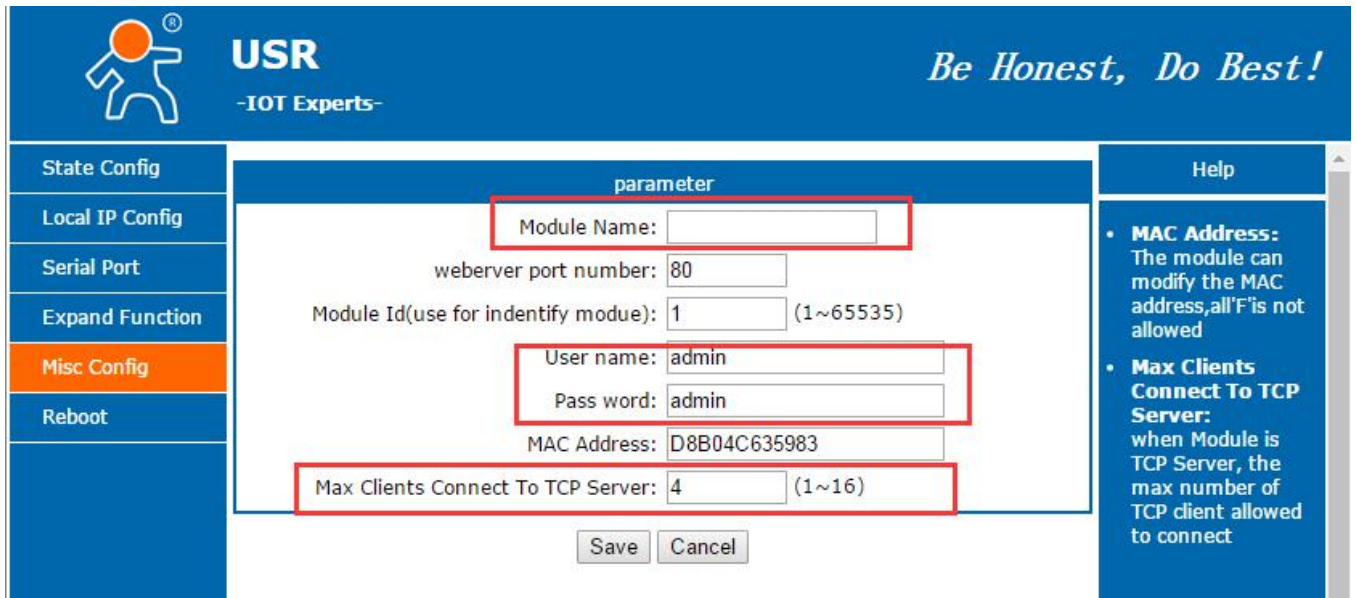 ®
USR
-IOT Experts-
Be Honest, Do Best!
State Config
Local IP Config
Serial Port
Expand Function
Misc Config
Reboot
parameter
Module Name:
weberver port number: 80
Module Id(use for indentify modue): 1 (1~65535)
User name: admin
Pass word: admin
MAC Address: D8B04C635983
Max Clients Connect To TCP Server: 4 (1~16)
Save Cancel
Help
• MAC Address:
The module can
modify the MAC
address,all'F'is not
allowed
• Max Clients
Connect To TCP
Server:
when Module is
TCP Server, the
max number of
TCP client allowed
to connect